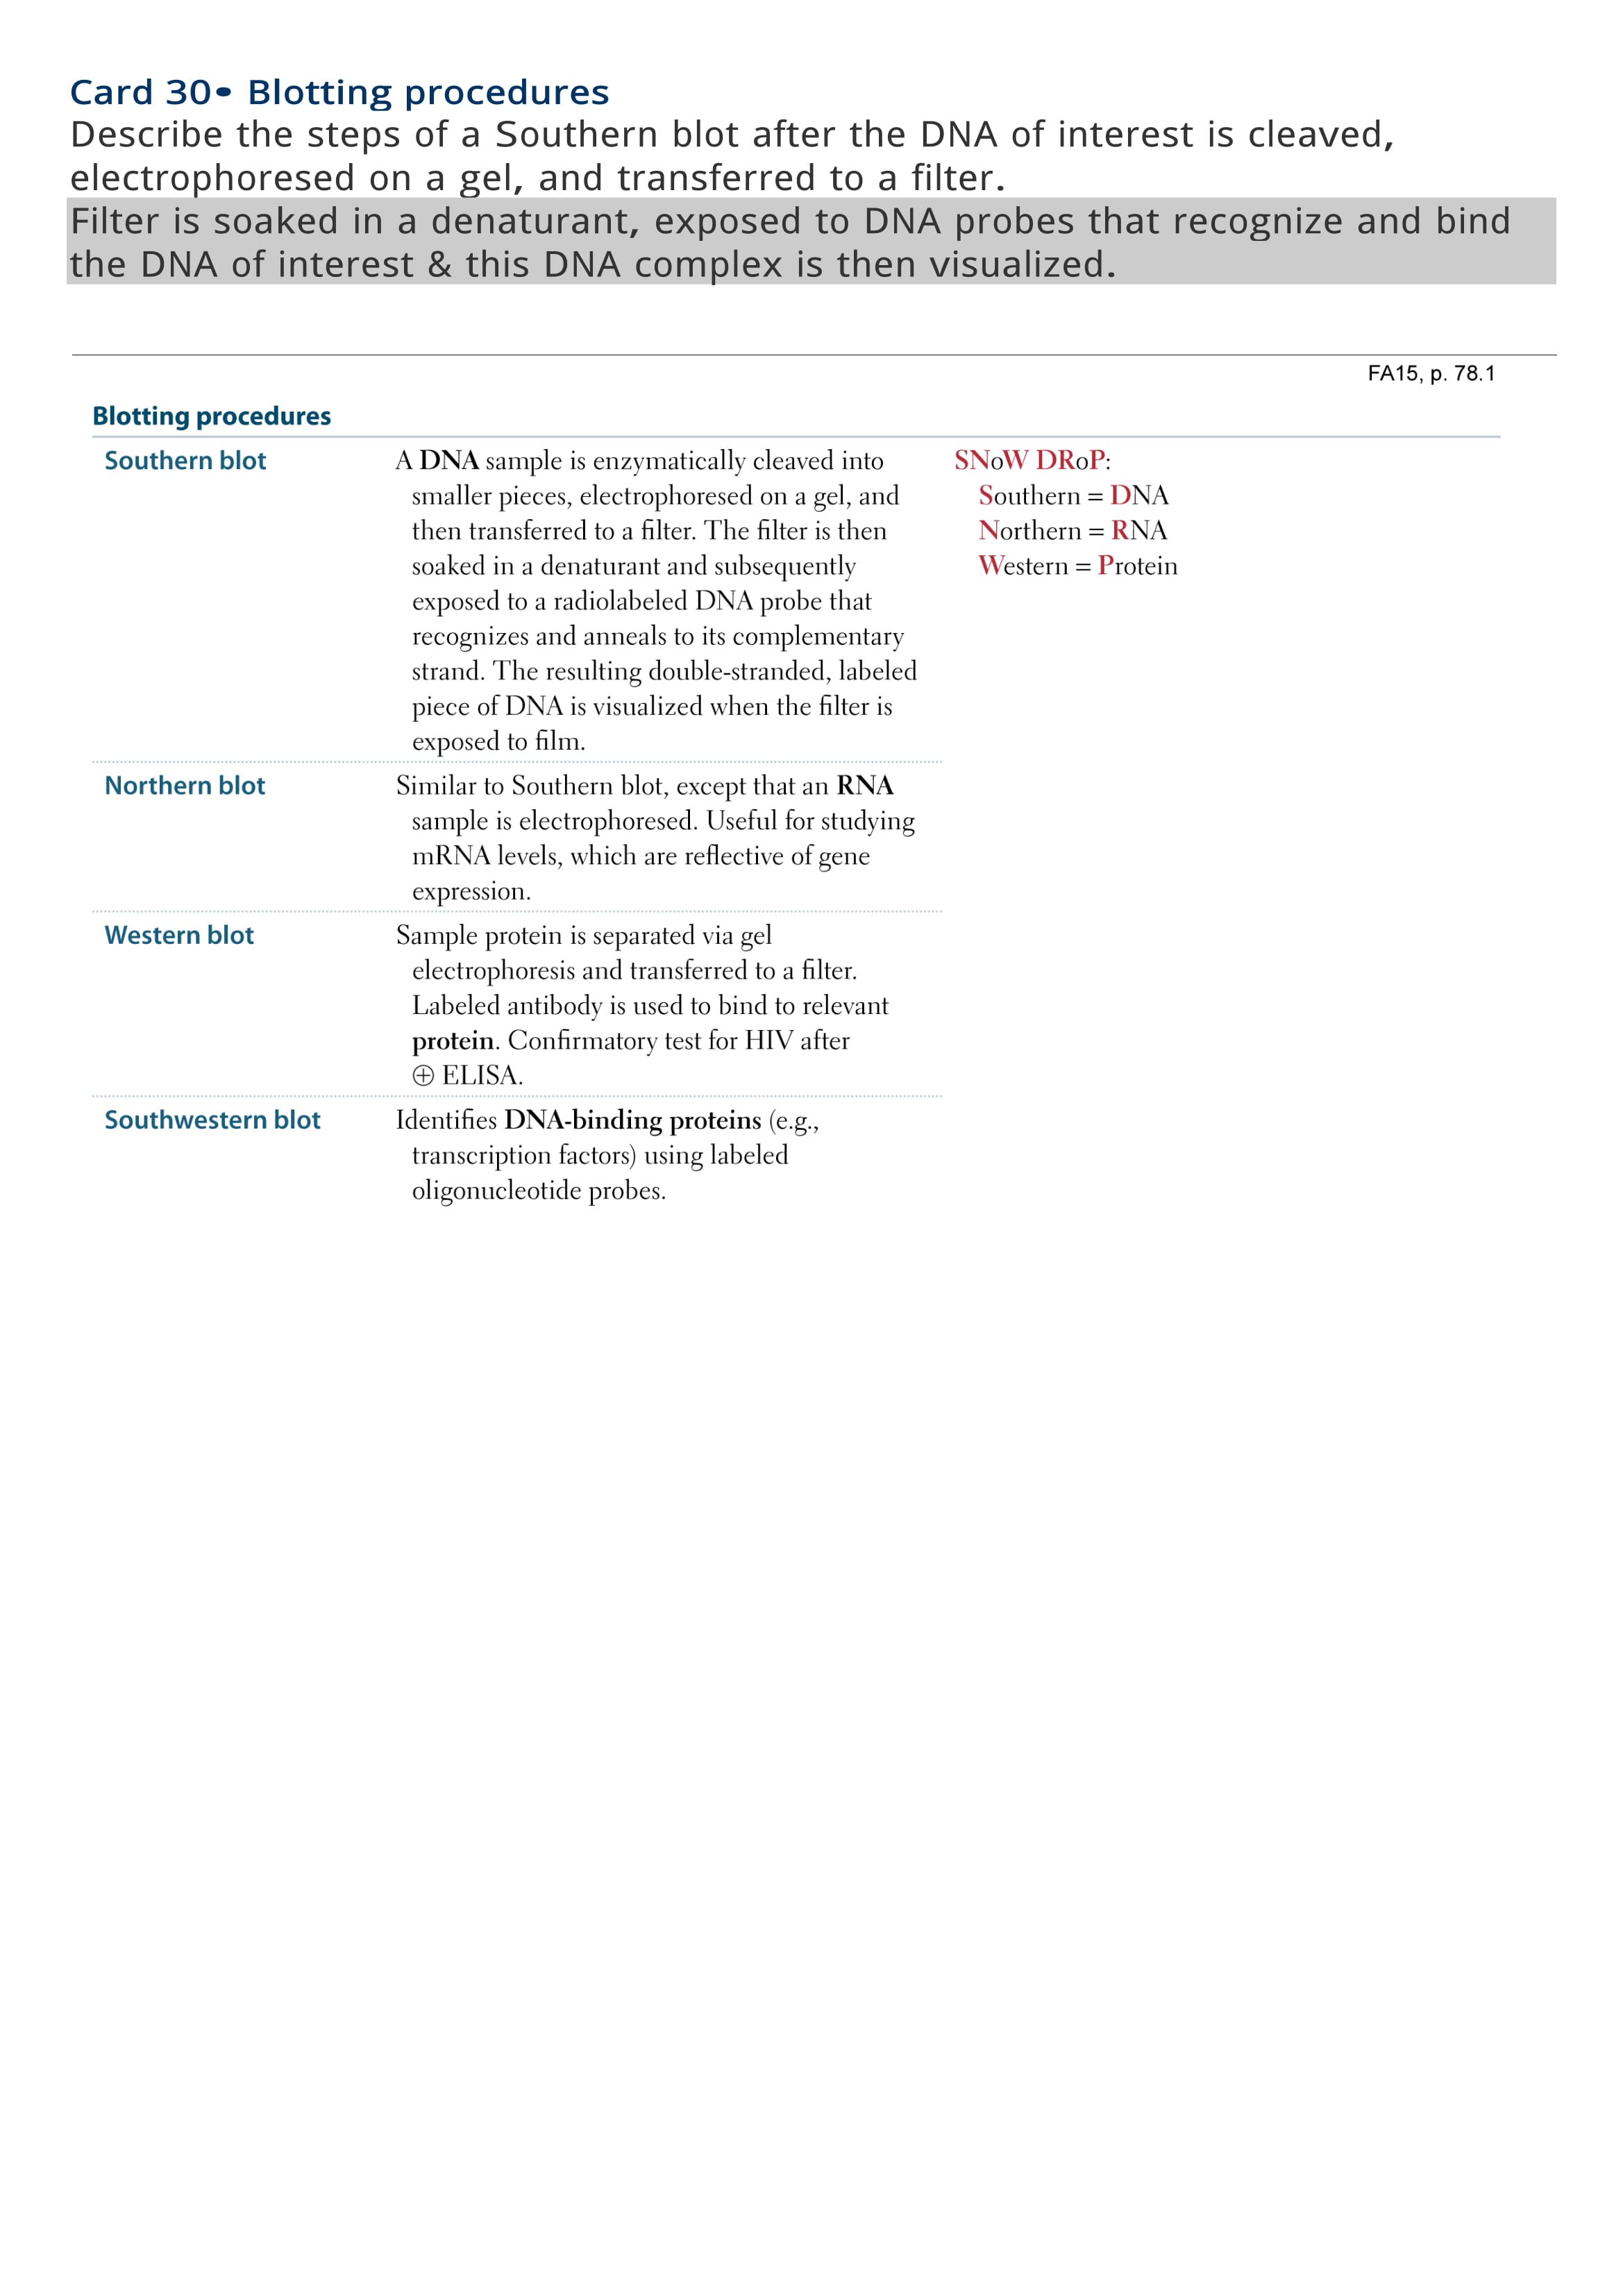 Card 30• Blotting procedures
Describe the steps of a Southern blot after the DNA of interest is cleaved,
electrophoresed on a gel, and transferred to a filter.
Filter is soaked in a denaturant, exposed to DNA probes that recognize and bind
the DNA of interest & this DNA complex is then visualized.
FA15, p. 78.1
Blotting procedures
Southern blot
A DNA sample is enzymatically cleaved into
smaller pieces, electrophoresed on a gel, and
then transferred to a filter. The filter is then
soaked in a denaturant and subsequently
exposed to a radiolabeled DNA probe that
recognizes and anneals to its complementary
strand. The resulting double-stranded, labeled
piece of DNA is visualized when the filter is
exposed to film.
SNoW DRoP:
Southern = DNA
Northern = RNA
Western = Protein
Northern blot
Similar to Southern blot, except that an RNA
sample is electrophoresed. Useful for studying
mRNA levels, which are reflective of gene
expression.
Western blot
Sample protein is separated via gel
electrophoresis and transferred to a filter.
Labeled antibody is used to bind to relevant
protein. Confirmatory test for HIV after
⊕ ELISA.
Southwestern blot
Identifies DNA-binding proteins (e.g.,
transcription factors) using labeled
oligonucleotide probes.